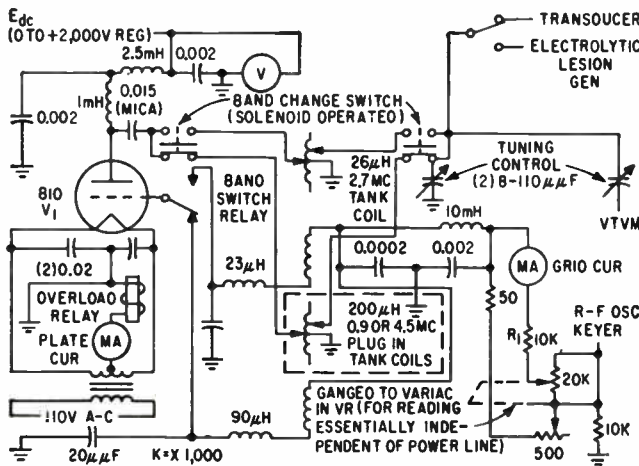 Edc
(0 TO +2,000V REG)
2.5mH
0.002
V
TRANSOUCER
ELECTROLYTIC
LESION
GEN
1mH
0.015
(MICA)
8AND CHANGE SWITCH
(SOLENOID OPERATED)
0.002
810
V1
8AND
SWITCH
RELAY
26μH
2.7MC
TANK
COIL
TUNING
CONTROL
(2) 8-110μμF
VTVM
10mH
23μH
0.0002
0.002
MA
GRIO CUR
(2)0.02
OVERLOAD
RELAY
PLATE
CUR
MA
50
R1
10K
R-F OSC
KEYER
200μH
0.9 OR 4.5MC
PLUG IN
TANK COILS
20K
110V A-C
GANGED TO VARIAC
IN VR (FOR READING
ESSENTIALLY INDE-
PENDENT OF POWER LINE)
90μH
10K
500
20μμF
K=X 1,000